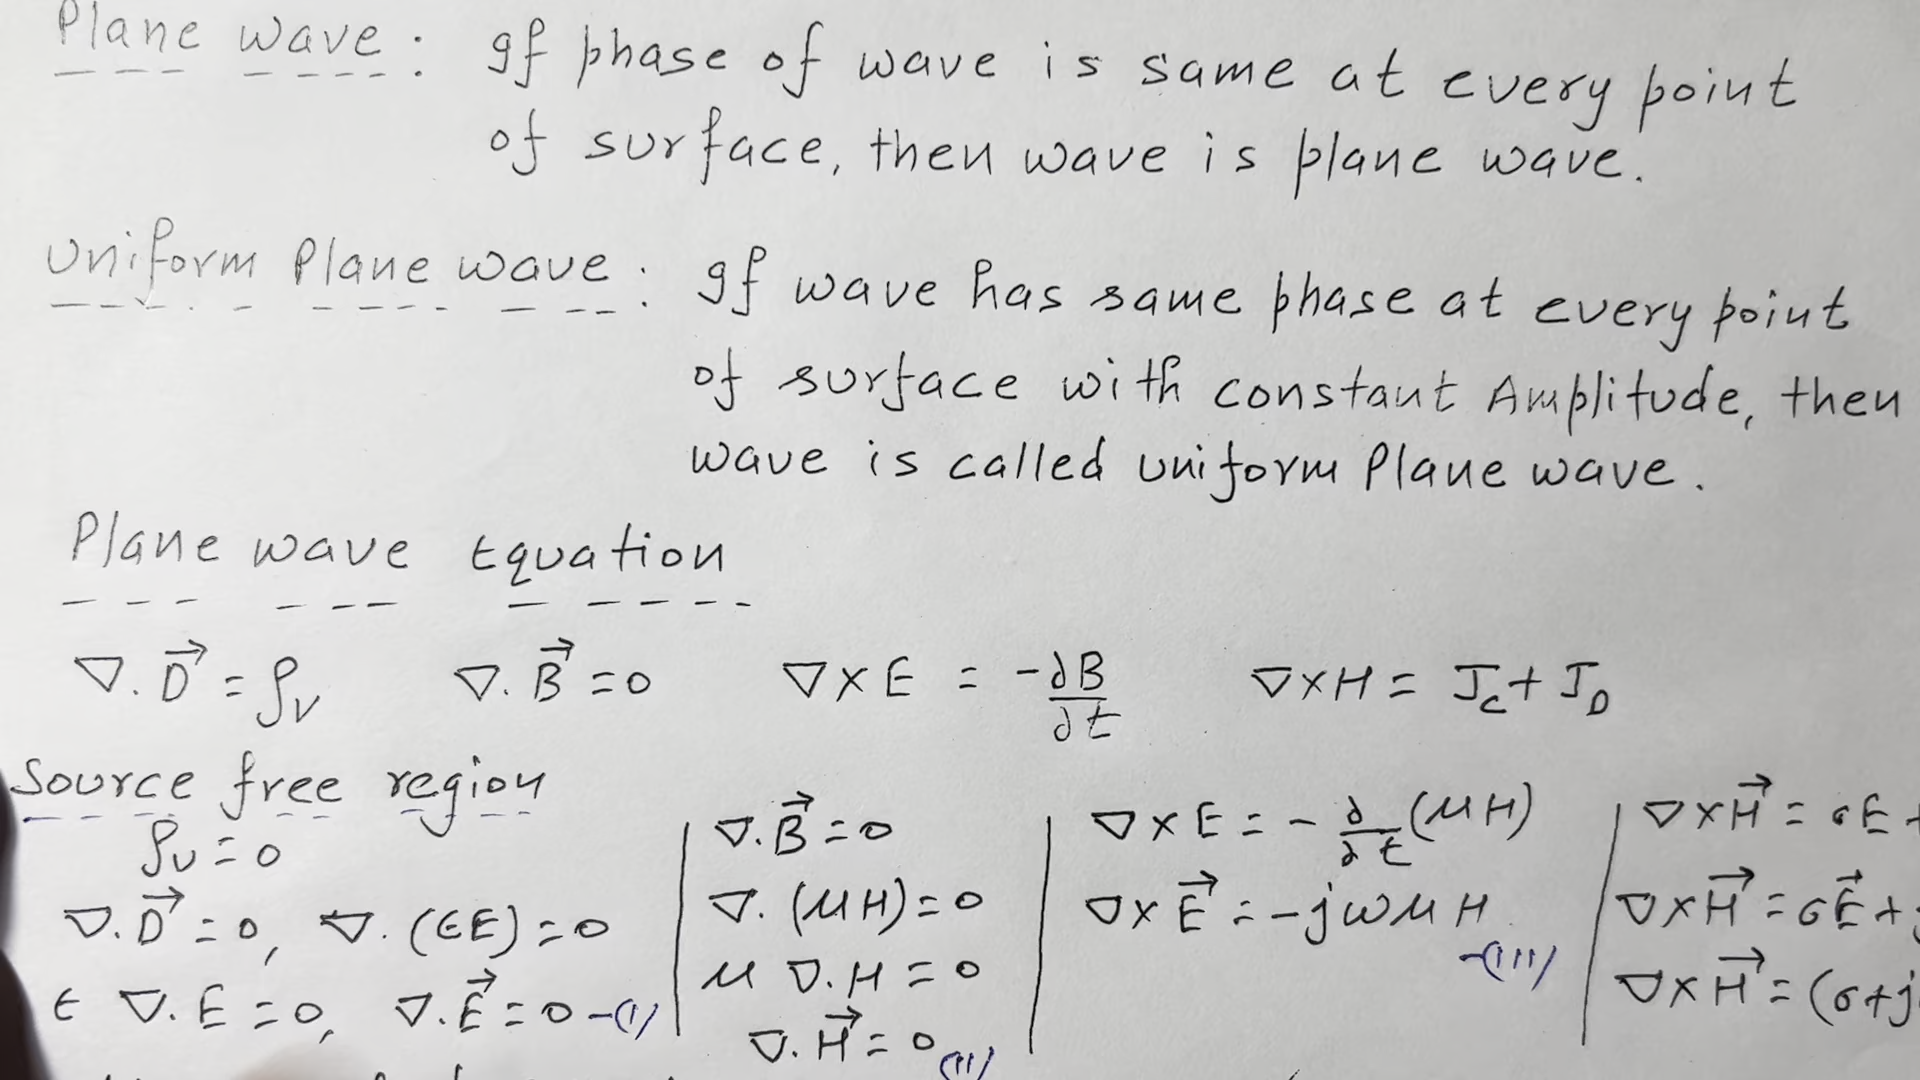 Plane wave : If phase of wave is same at every point
of surface, then wave is plane wave.
Uniform Plane wave : If wave has same phase at every point
of surface with constant Amplitude, then
wave is called uniform Plane wave.
Plane wave Equation
∇. D⃗ = ρv ∇. B⃗ = 0 ∇×E = -∂B/∂t ∇×H = Jc + JD
Source free region
ρv = 0
∇. D⃗ = 0, ∇. (ϵE) = 0
ϵ ∇. E = 0, ∇. E⃗ = 0 -(I)
∇. B⃗ = 0
∇. (μH) = 0
μ ∇. H = 0
∇. H⃗ = 0 (II)
∇×E = - ∂/∂t (μH)
∇×E⃗ = -jωμH
-(III)
∇×H⃗ = σE +
∇×H⃗ = σE⃗ + j
∇×H⃗ = (σ+j